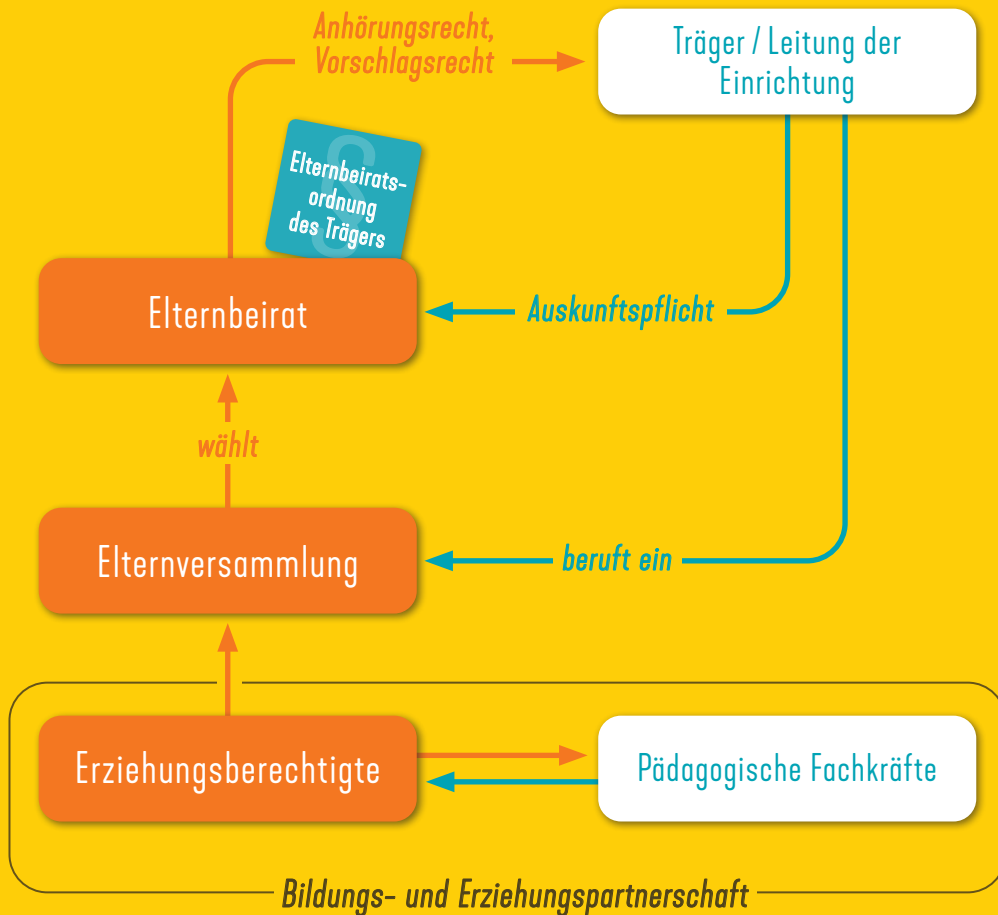 Anhörungsrecht,
Vorschlagsrecht
Träger / Leitung der
Einrichtung
§
Elternbeirats-
ordnung
des Trägers
Elternbeirat
Auskunftspflicht
wählt
Elternversammlung
beruft ein
Erziehungsberechtigte
Pädagogische Fachkräfte
Bildungs- und Erziehungspartnerschaft